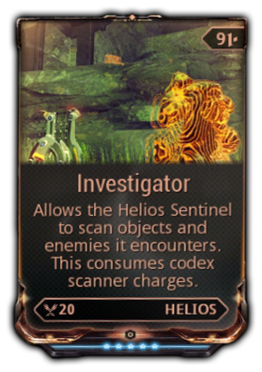 91
Investigator
Allows the Helios Sentinel
to scan objects and
enemies it encounters.
This consumes codex
scanner charges.
20 HELIOS